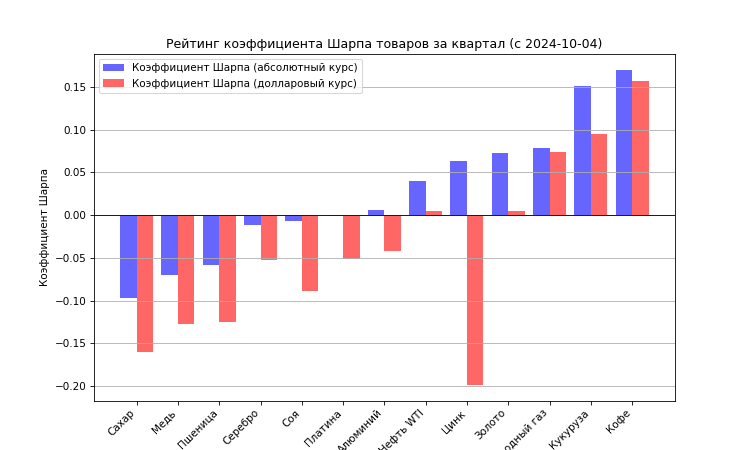 Рейтинг коэффициента Шарпа товаров за квартал (с 2024-10-04)
Коэффициент Шарпа (абсолютный курс)
Коэффициент Шарпа (долларовый курс)
Коэффициент Шарпа
0.15
0.10
0.05
0.00
−0.05
−0.10
−0.15
−0.20
Сахар
Медь
Пшеница
Серебро
Соя
Платина
Алюминий
Нефть WTI
Цинк
Золото
одный газ
Кукуруза
Кофе